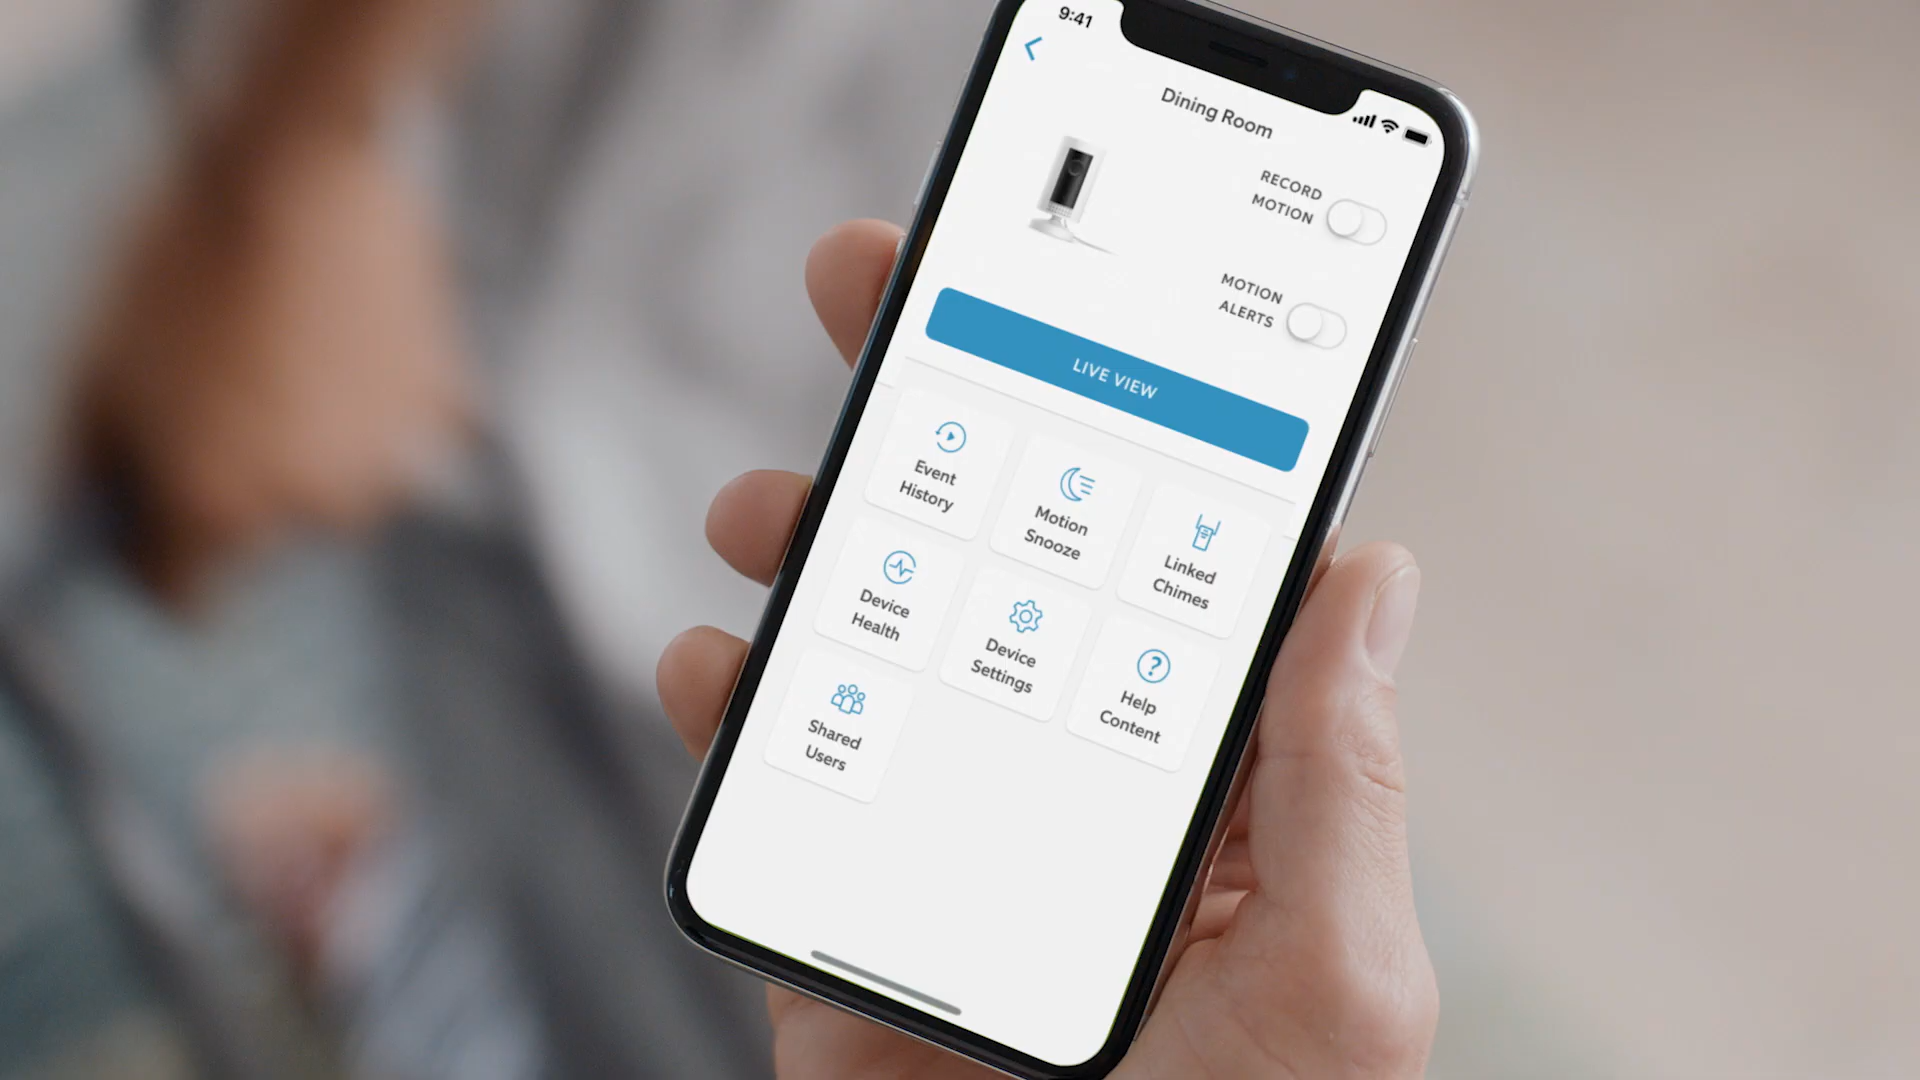 9:41
Dining Room
RECORD
MOTION
MOTION
ALERTS
LIVE VIEW
Event
History
Motion
Snooze
Linked
Chimes
Device
Health
Device
Settings
Help
Content
Shared
Users